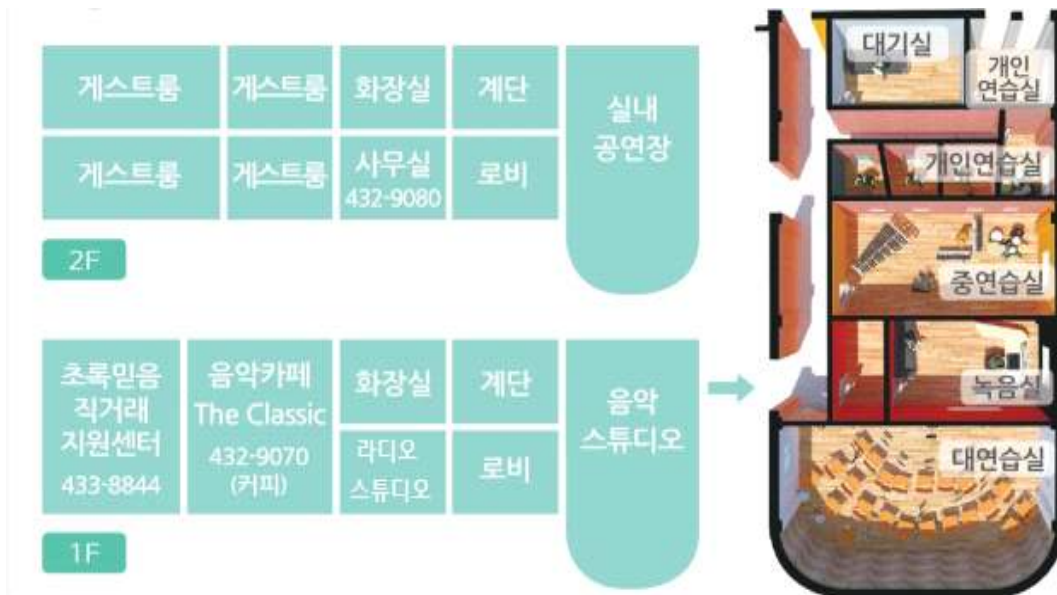 게스트룸
게스트룸
화장실
계단
실내
공연장
게스트룸
게스트룸
사무실
432-9080
로비
2F
초록믿음
직거래
지원센터
433-8844
음악카페
The Classic
432-9070
(커피)
화장실
계단
라디오
스튜디오
로비
음악
스튜디오
1F
대기실
개인
연습실
개인연습실
중연습실
녹음실
대연습실